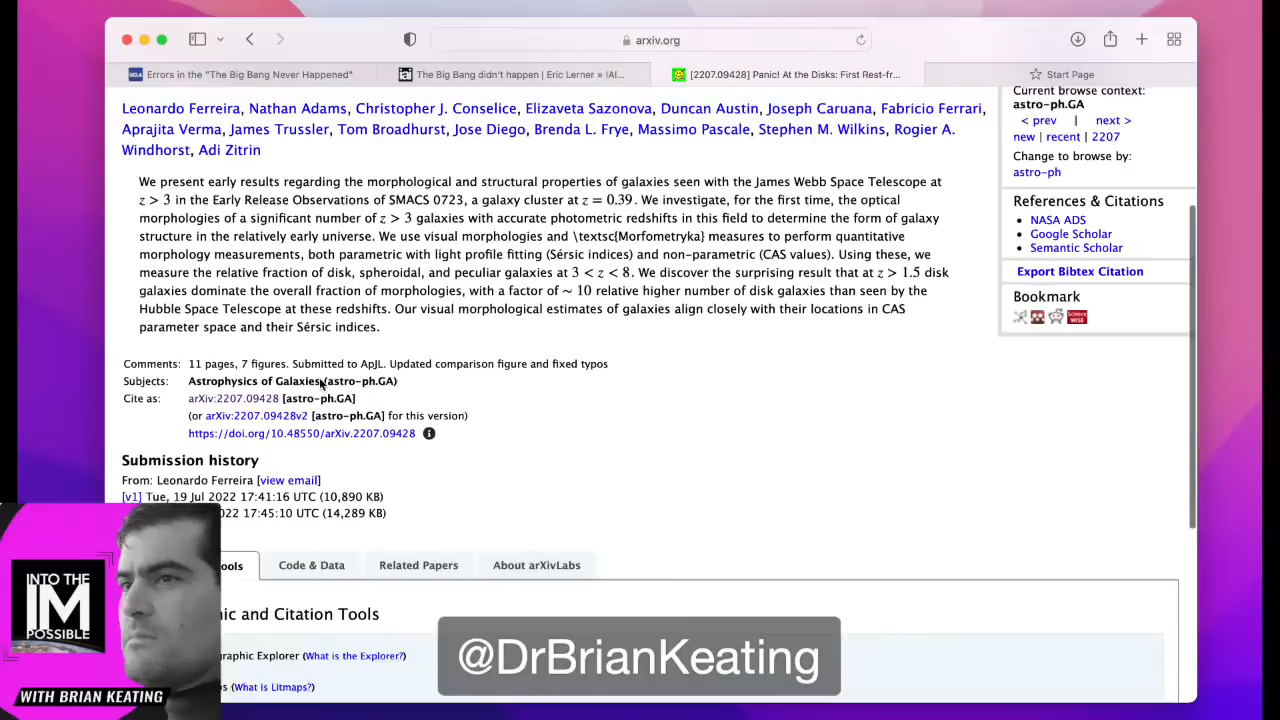 arxiv.org
Errors in the "The Big Bang Never Happened"
The Big Bang didn't happen | Eric Lerner » IAI...
[2207.09428] Panic! At the Disks: First Rest-fr...
Start Page
Leonardo Ferreira, Nathan Adams, Christopher J. Conselice, Elizaveta Sazonova, Duncan Austin, Joseph Caruana, Fabricio Ferrari,
Aprajita Verma, James Trussler, Tom Broadhurst, Jose Diego, Brenda L. Frye, Massimo Pascale, Stephen M. Wilkins, Rogier A.
Windhorst, Adi Zitrin
We present early results regarding the morphological and structural properties of galaxies seen with the James Webb Space Telescope at
z > 3 in the Early Release Observations of SMACS 0723, a galaxy cluster at z = 0.39. We investigate, for the first time, the optical
morphologies of a significant number of z > 3 galaxies with accurate photometric redshifts in this field to determine the form of galaxy
structure in the relatively early universe. We use visual morphologies and \textsc{Morfometryka} measures to perform quantitative
morphology measurements, both parametric with light profile fitting (Sérsic indices) and non-parametric (CAS values). Using these, we
measure the relative fraction of disk, spheroidal, and peculiar galaxies at 3 < z < 8. We discover the surprising result that at z > 1.5 disk
galaxies dominate the overall fraction of morphologies, with a factor of ~ 10 relative higher number of disk galaxies than seen by the
Hubble Space Telescope at these redshifts. Our visual morphological estimates of galaxies align closely with their locations in CAS
parameter space and their Sérsic indices.
Comments: 11 pages, 7 figures. Submitted to ApJL. Updated comparison figure and fixed typos
Subjects: Astrophysics of Galaxies (astro-ph.GA)
Cite as: arXiv:2207.09428 [astro-ph.GA]
(or arXiv:2207.09428v2 [astro-ph.GA] for this version)
https://doi.org/10.48550/arXiv.2207.09428
Submission history
From: Leonardo Ferreira [view email]
[v1] Tue, 19 Jul 2022 17:41:16 UTC (10,890 KB)
2022 17:45:10 UTC (14,289 KB)
Current browse context:
astro-ph.GA
< prev | next >
new | recent | 2207
Change to browse by:
astro-ph
References & Citations
NASA ADS
Google Scholar
Semantic Scholar
Export Bibtex Citation
Bookmark
Code & Data
Related Papers
About arXivLabs
and Citation Tools
Explorer (What is the Explorer?)
(What is Litmaps?)
INTO THE
IM
POSSIBLE
WITH BRIAN KEATING
@DrBrianKeating